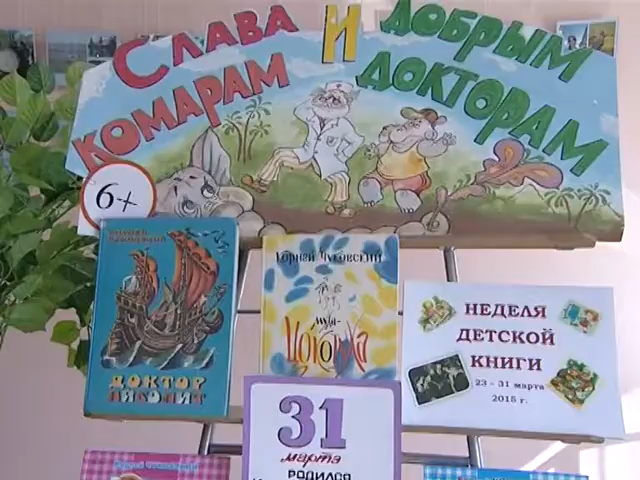 СЛАВА И ДОБРЫМ
КОМАРАМ ДОКТОРАМ
6+
ДОКТОР
АЙБОЛИТ
Корней Чуковский
муха-
Цокотуха
НЕДЕЛЯ
ДЕТСКОЙ
КНИГИ
23 - 31 марта
2015 г.
31
марта
РОДИЛСЯ